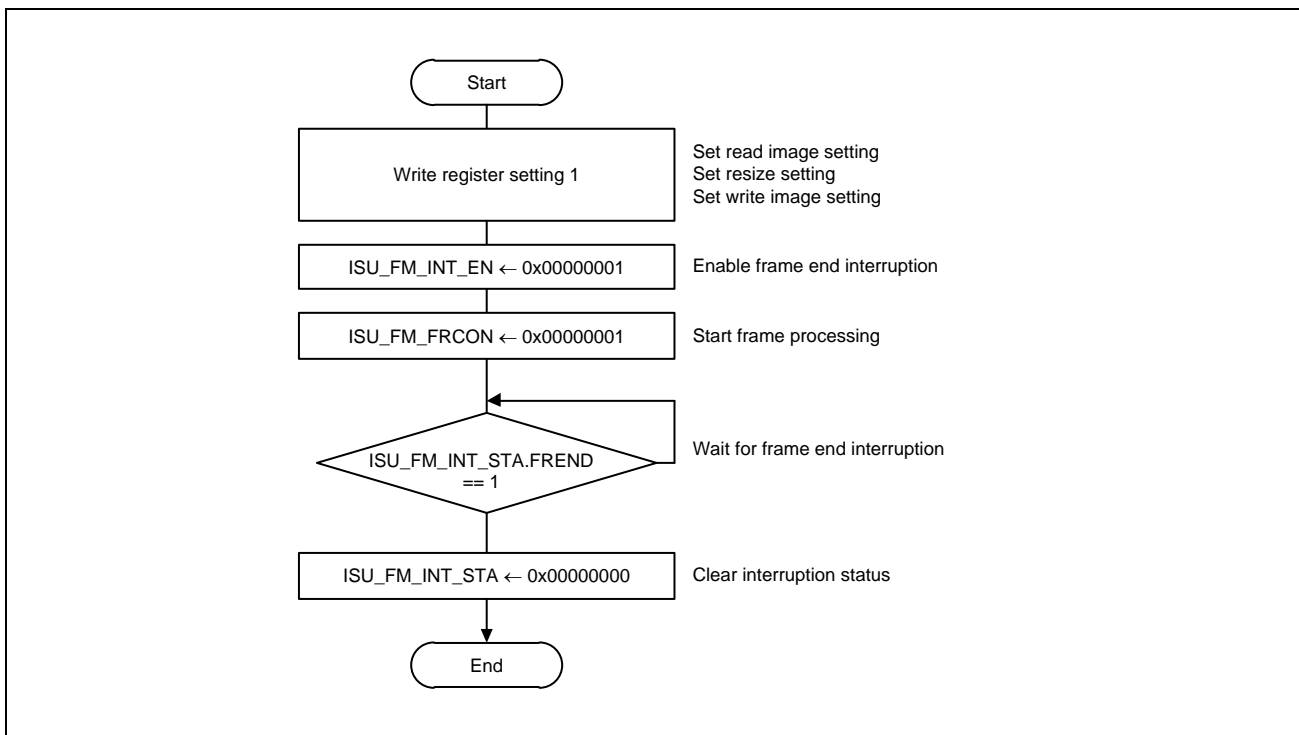 Start
Write register setting 1
Set read image setting
Set resize setting
Set write image setting
ISU_FM_INT_EN ← 0x00000001
Enable frame end interruption
ISU_FM_FRCON ← 0x00000001
Start frame processing
ISU_FM_INT_STA.FREND
== 1
Wait for frame end interruption
ISU_FM_INT_STA ← 0x00000000
Clear interruption status
End